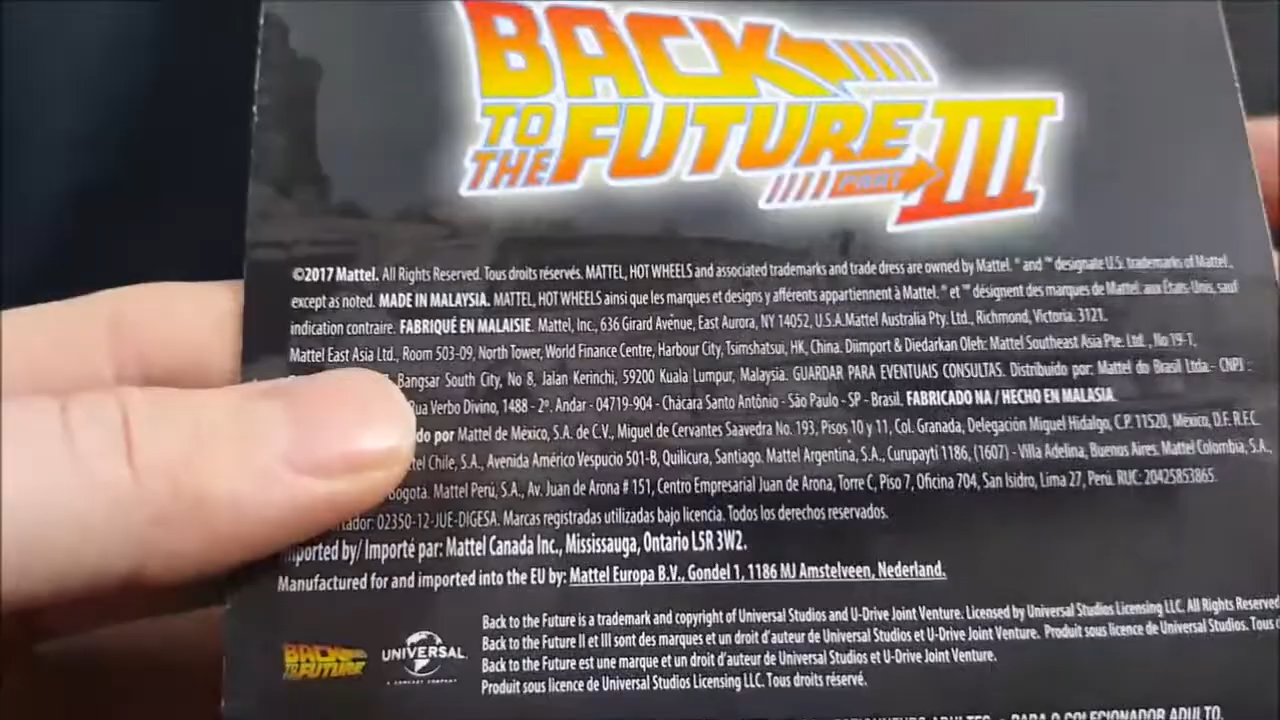 BACK
TO THE FUTURE
PART III
©2017 Mattel. All Rights Reserved. Tous droits réservés. MATTEL, HOT WHEELS and associated trademarks and trade dress are owned by Mattel. ® and ™ designate U.S. trademarks of Mattel,
except as noted. MADE IN MALAYSIA. MATTEL, HOT WHEELS ainsi que les marques et designs y afférents appartiennent à Mattel. ® et ™ désignent des marques de Mattel aux États-Unis, sauf
indication contraire. FABRIQUÉ EN MALAISIE. Mattel, Inc., 636 Girard Avenue, East Aurora, NY 14052, U.S.A. Mattel Australia Pty. Ltd., Richmond, Victoria. 3121.
Mattel East Asia Ltd., Room 503-09, North Tower, World Finance Centre, Harbour City, Tsimshatsui, HK, China. Diimport & Diedarkan Oleh: Mattel Southeast Asia Pte. Ltd., No 19-1,
Bangsar South City, No 8, Jalan Kerinchi, 59200 Kuala Lumpur, Malaysia. GUARDAR PARA EVENTUAIS CONSULTAS. Distribuido por: Mattel do Brasil Ltda.- CNPJ :
Rua Verbo Divino, 1488 - 2º. Andar - 04719-904 - Chácara Santo Antônio - São Paulo - SP - Brasil. FABRICADO NA / HECHO EN MALASIA.
do por Mattel de México, S.A. de C.V., Miguel de Cervantes Saavedra No. 193, Pisos 10 y 11, Col. Granada, Delegación Miguel Hidalgo, C.P. 11520, México, D.F. R.F.C.
tel Chile, S.A., Avenida Américo Vespucio 501-B, Quilicura, Santiago. Mattel Argentina, S.A., Curupaytí 1186, (1607) - Villa Adelina, Buenos Aires. Mattel Colombia, S.A.,
Bogotá. Mattel Perú, S.A., Av. Juan de Arona # 151, Centro Empresarial Juan de Arona, Torre C, Piso 7, Oficina 704, San Isidro, Lima 27, Perú. RUC: 20425853865.
tador: 02350-12-JUE-DIGESA. Marcas registradas utilizadas bajo licencia. Todos los derechos reservados.
Imported by/ Importé par: Mattel Canada Inc., Mississauga, Ontario L5R 3W2.
Manufactured for and imported into the EU by: Mattel Europa B.V., Gondel 1, 1186 MJ Amstelveen, Nederland.
BACK TO THE FUTURE
UNIVERSAL
A COMCAST COMPANY
Back to the Future is a trademark and copyright of Universal Studios and U-Drive Joint Venture. Licensed by Universal Studios Licensing LLC. All Rights Reserved
Back to the Future II et III sont des marques et un droit d'auteur de Universal Studios et U-Drive Joint Venture. Produit sous licence de Universal Studios. Tous
Back to the Future est une marque et un droit d'auteur de Universal Studios et U-Drive Joint Venture.
Produit sous licence de Universal Studios Licensing LLC. Tous droits réservé.
ADULTES. • PARA O COLECIONADOR ADULTO.